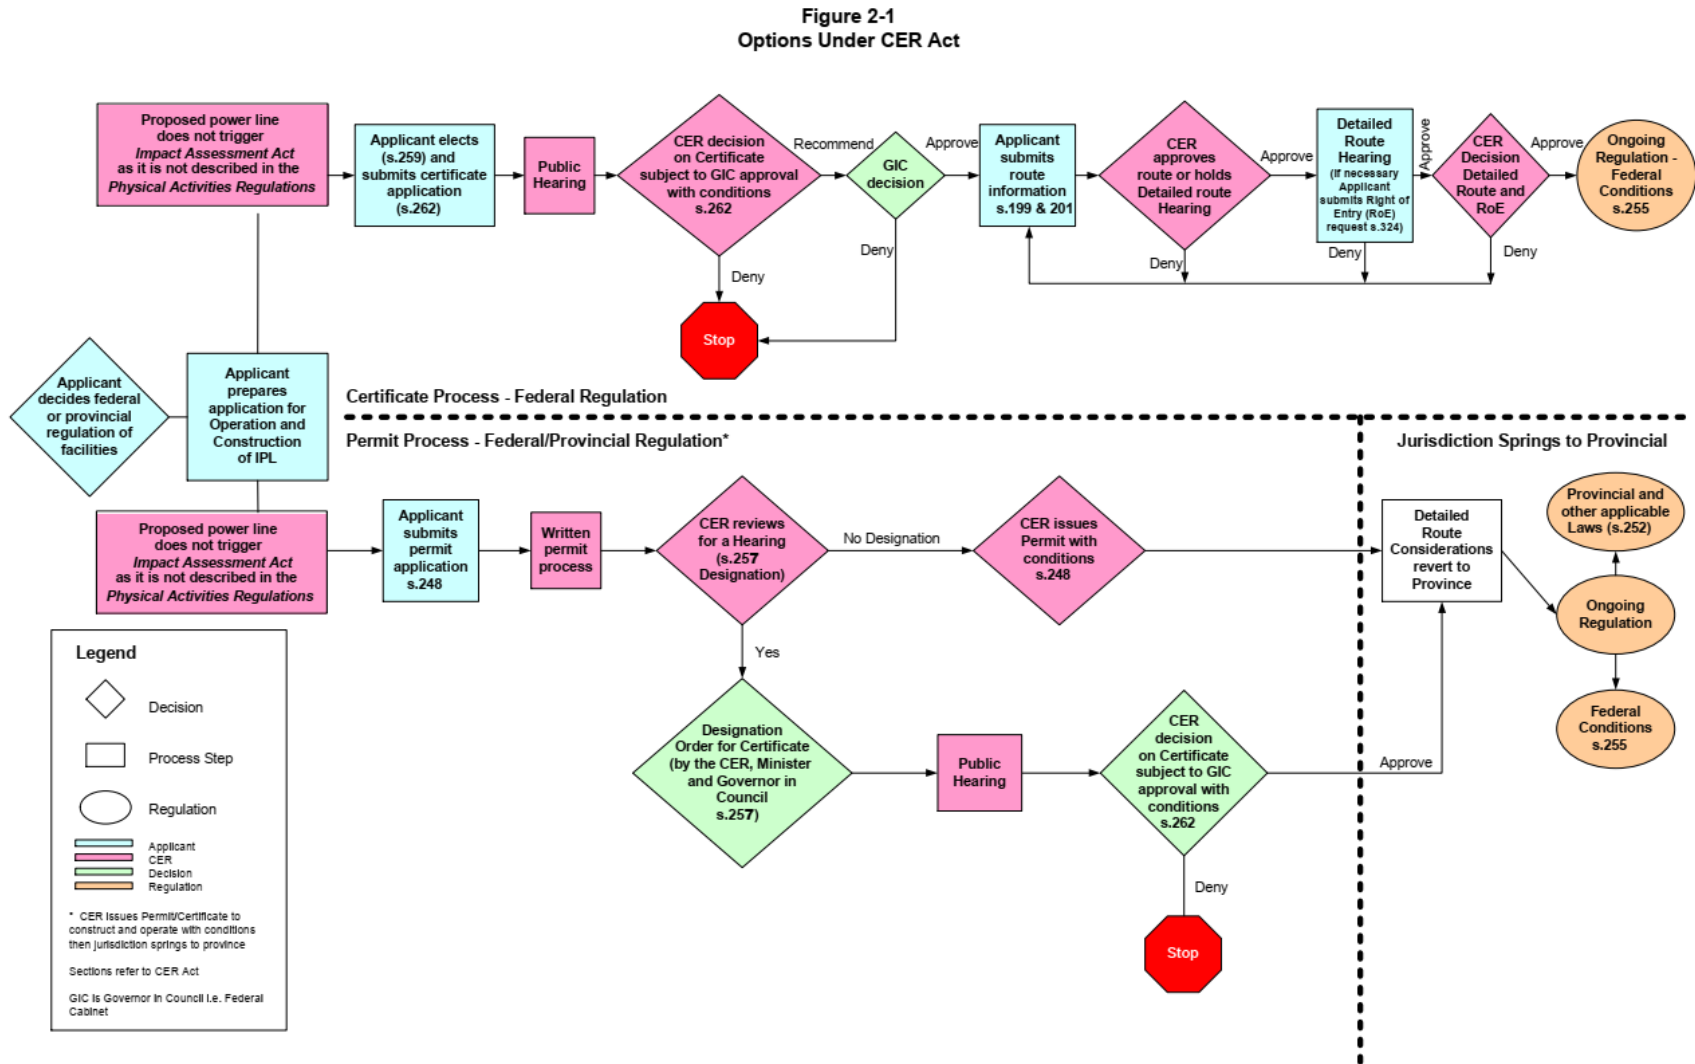 Figure 2-1
Options Under CER Act
Proposed power line
does not trigger
Impact Assessment Act
as it is not described in the
Physical Activities Regulations
Applicant elects
(s.259) and
submits certificate
application
(s.262)
Public
Hearing
CER decision
on Certificate
subject to GIC approval
with conditions
s.262
Recommend
Deny
GIC
decision
Approve
Deny
Stop
Applicant
submits
route
information
s.199 & 201
CER
approves
route or holds
Detailed route
Hearing
Approve
Deny
Detailed
Route
Hearing
(if necessary
Applicant
submits Right of
Entry (RoE)
request s.324)
Approve
Deny
CER
Decision
Detailed
Route and
RoE
Approve
Deny
Ongoing
Regulation -
Federal
Conditions
s.255
Applicant
decides federal
or provincial
regulation of
facilities
Applicant
prepares
application for
Operation and
Construction
of IPL
Certificate Process - Federal Regulation
Permit Process - Federal/Provincial Regulation*
Jurisdiction Springs to Provincial
Proposed power line
does not trigger
Impact Assessment Act
as it is not described in the
Physical Activities Regulations
Applicant
submits
permit
application
s.248
Written
permit
process
CER reviews
for a Hearing
(s.257
Designation)
No Designation
Yes
CER issues
Permit with
conditions
s.248
Detailed
Route
Considerations
revert to
Province
Provincial and
other applicable
Laws (s.252)
Ongoing
Regulation
Federal
Conditions
s.255
Designation
Order for Certificate
(by the CER, Minister
and Governor in
Council
s.257)
Public
Hearing
CER
decision
on Certificate
subject to GIC
approval with
conditions
s.262
Approve
Deny
Stop
Legend
Decision
Process Step
Regulation
Applicant
CER
Decision
Regulation
* CER Issues Permit/Certificate to
construct and operate with conditions
then jurisdiction springs to province
Sections refer to CER Act
GIC is Governor in Council i.e. Federal
Cabinet